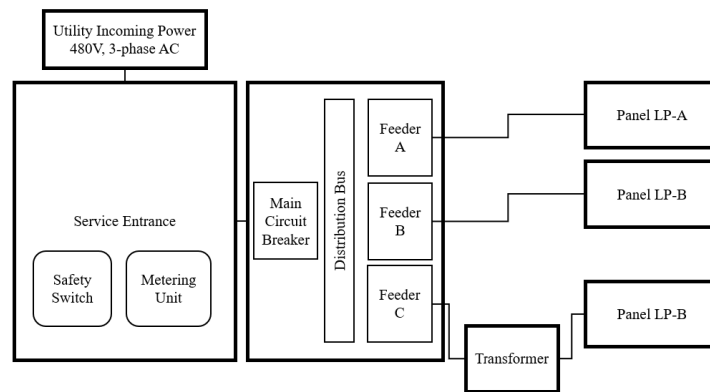 Utility Incoming Power
480V, 3-phase AC
Service Entrance
Safety
Switch
Metering
Unit
Main
Circuit
Breaker
Distribution Bus
Feeder
A
Feeder
B
Feeder
C
Panel LP-A
Panel LP-B
Transformer
Panel LP-B